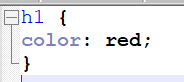 h1 {
color: red;
}